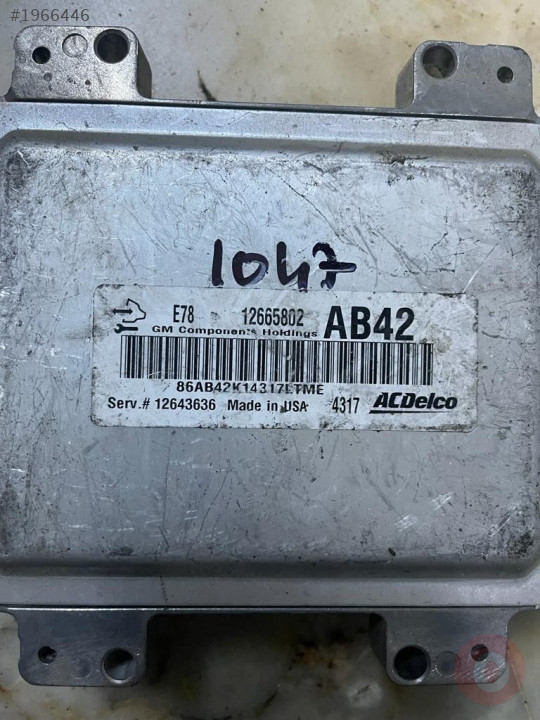 #1966446
1047
E78 12665802 AB42
GM Components Holdings
86AB42K14317LTME
Serv.# 12643636 Made in USA 4317 ACDelco